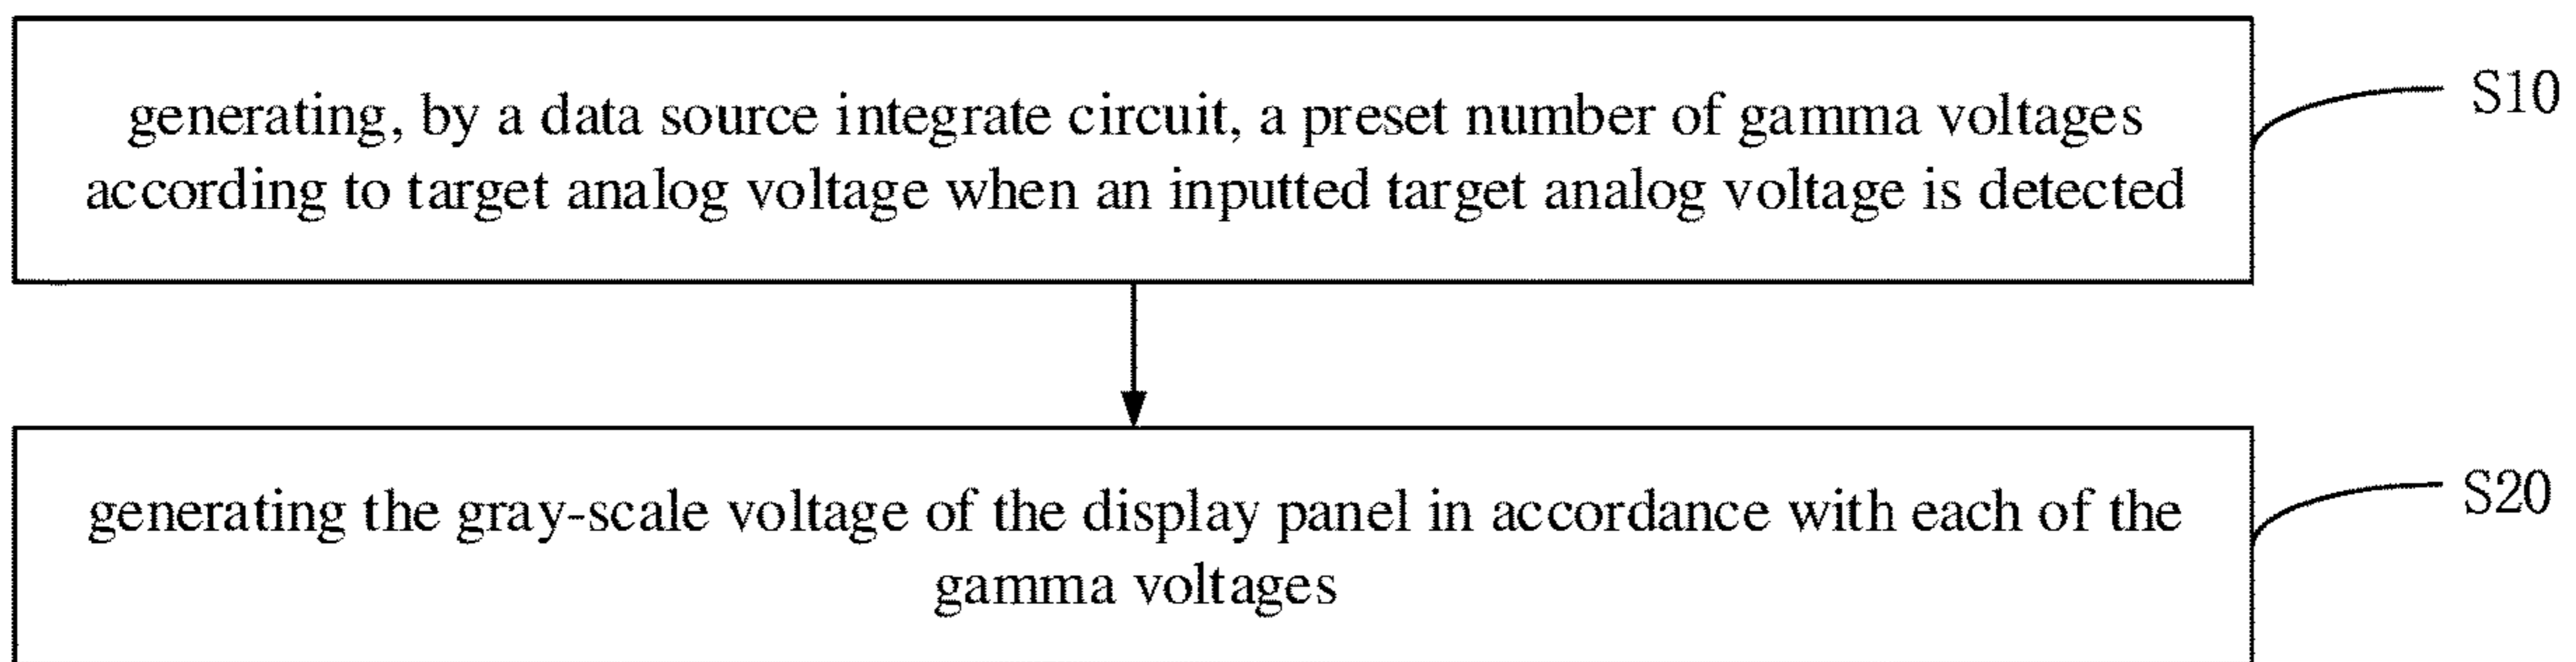 generating, by a data source integrate circuit, a preset number of gamma voltages
according to target analog voltage when an inputted target analog voltage is detected
S10
generating the gray-scale voltage of the display panel in accordance with each of the
gamma voltages
S20